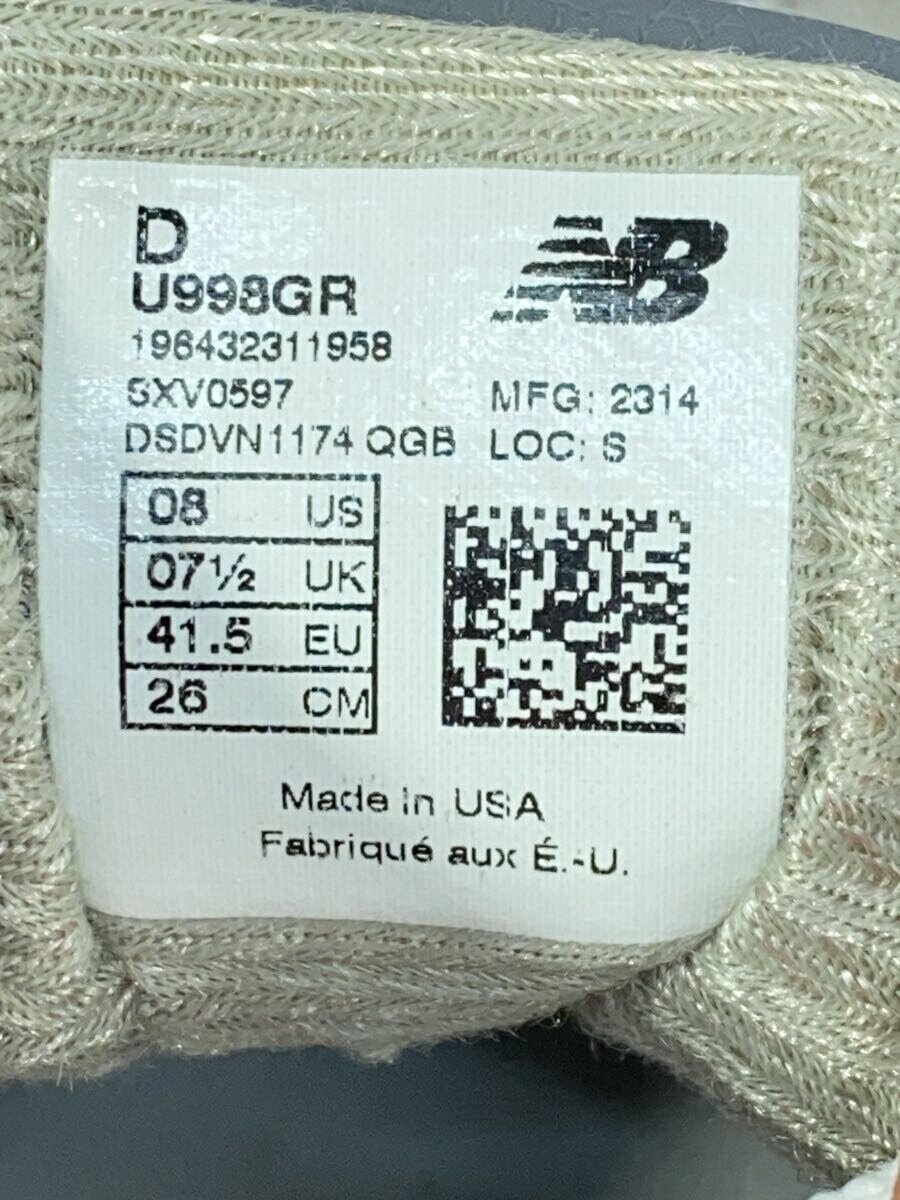 D
NB
U998GR
196432311958
SXV0597
MFG: 2314
DSDVN1174 QGB
LOC: S
08 US
07½ UK
41.5 EU
26 CM
Made in USA
Fabriqué aux É.-U.